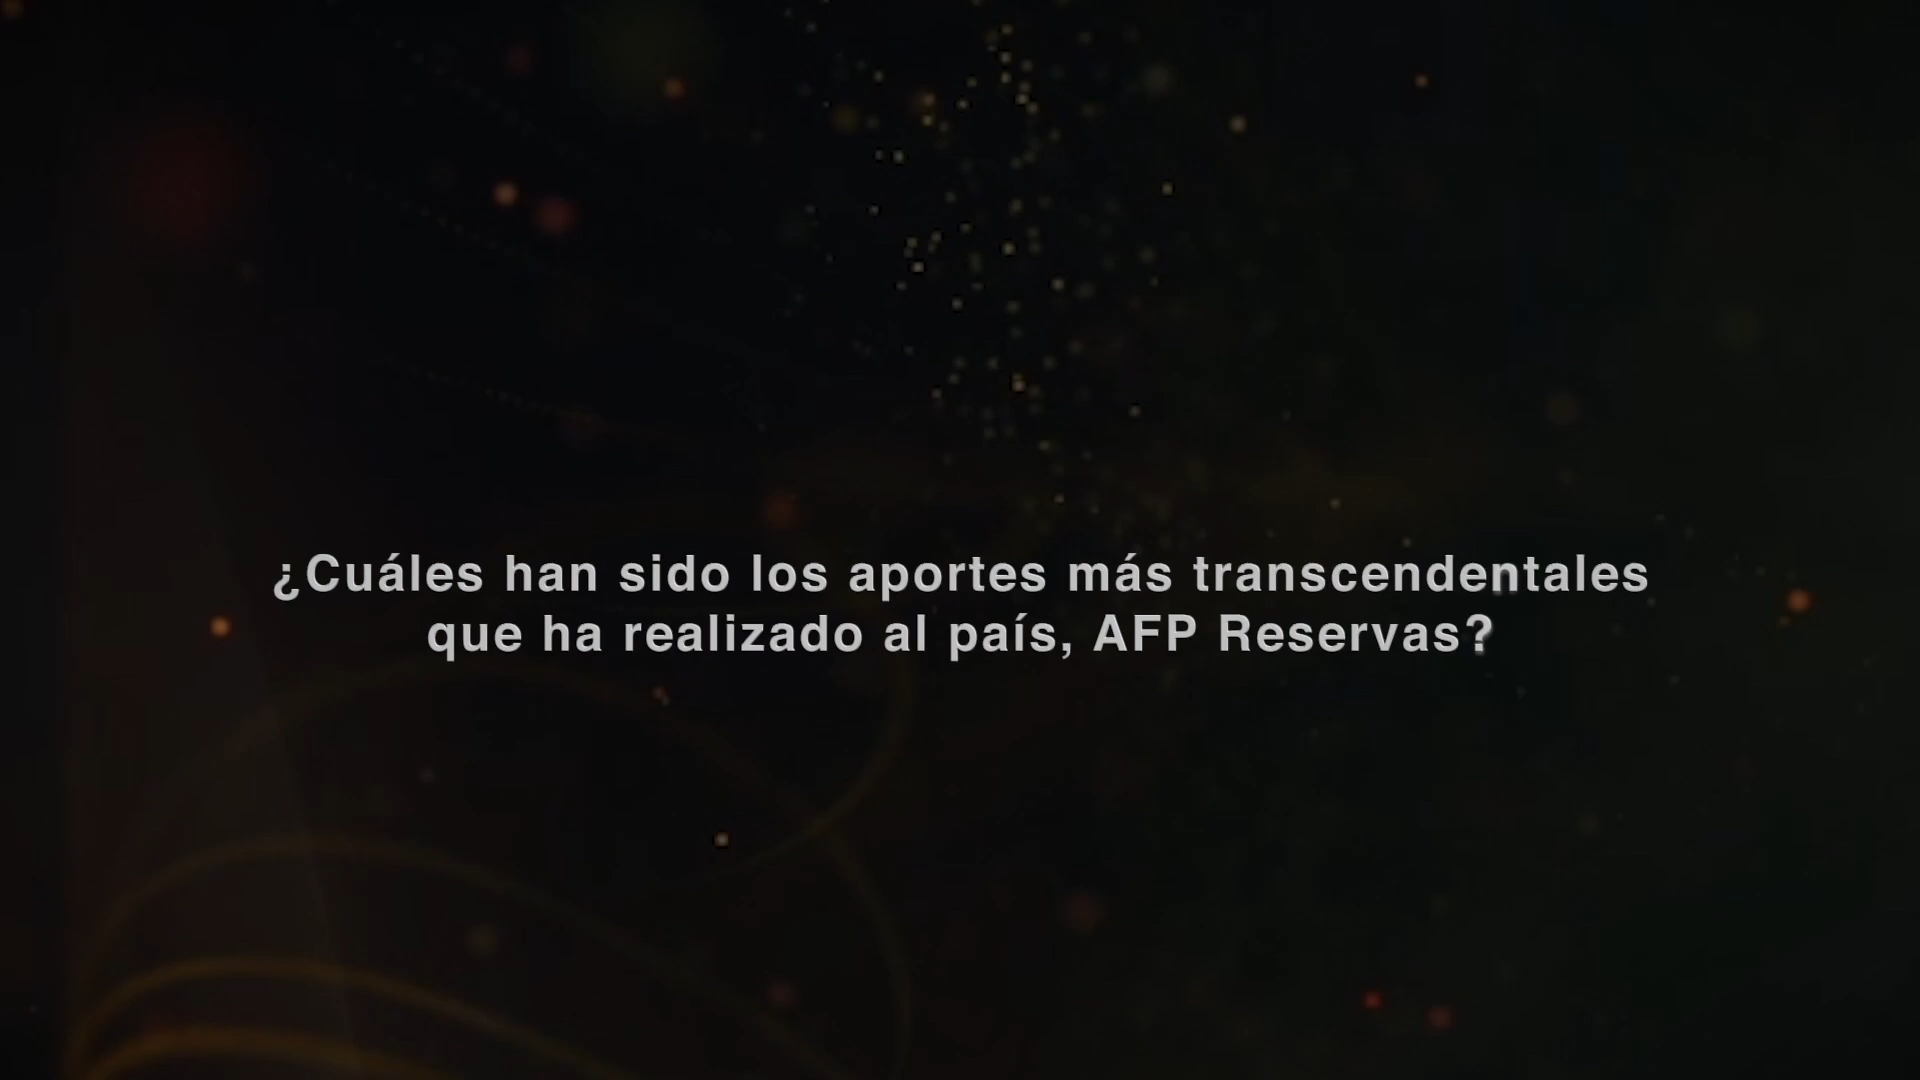 ¿Cuáles han sido los aportes más transcendentales
que ha realizado al país, AFP Reservas?